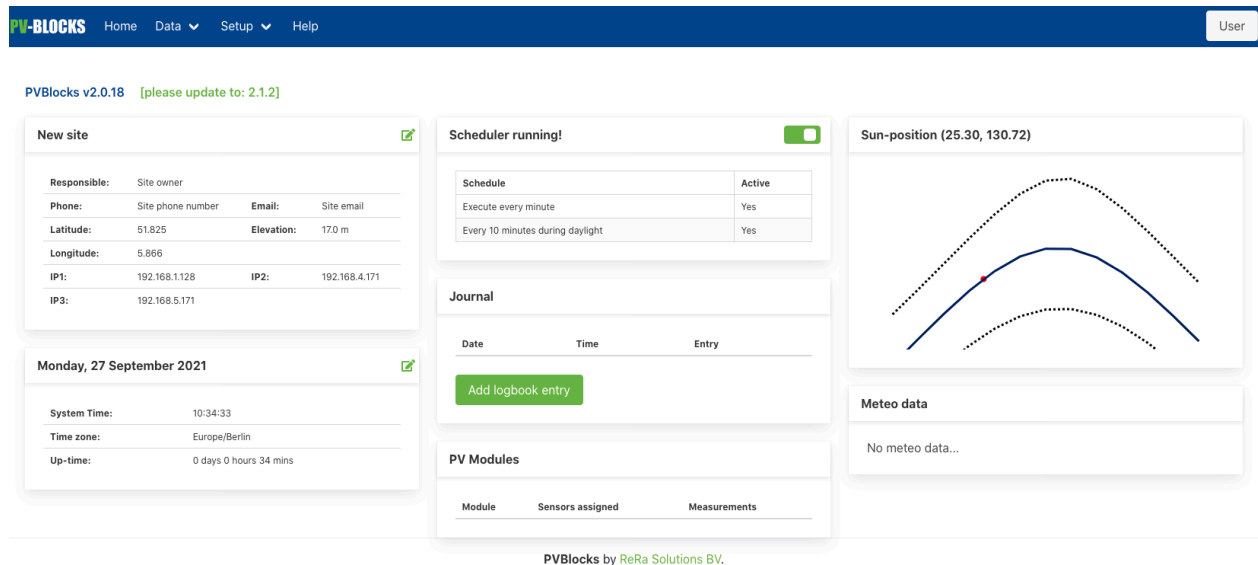 PV-BLOCKS Home Data Setup Help User
PVBlocks v2.0.18 [please update to: 2.1.2]
New site
Responsible: Site owner
Phone: Site phone number Email: Site email
Latitude: 51.825 Elevation: 17.0 m
Longitude: 5.866
IP1: 192.168.1.128 IP2: 192.168.4.171
IP3: 192.168.5.171
Monday, 27 September 2021
System Time: 10:34:33
Time zone: Europe/Berlin
Up-time: 0 days 0 hours 34 mins
Scheduler running!
Schedule Active
Execute every minute Yes
Every 10 minutes during daylight Yes
Journal
Date Time Entry
Add logbook entry
PV Modules
Module Sensors assigned Measurements
Sun-position (25.30, 130.72)
Meteo data
No meteo data...
PVBlocks by ReRa Solutions BV.